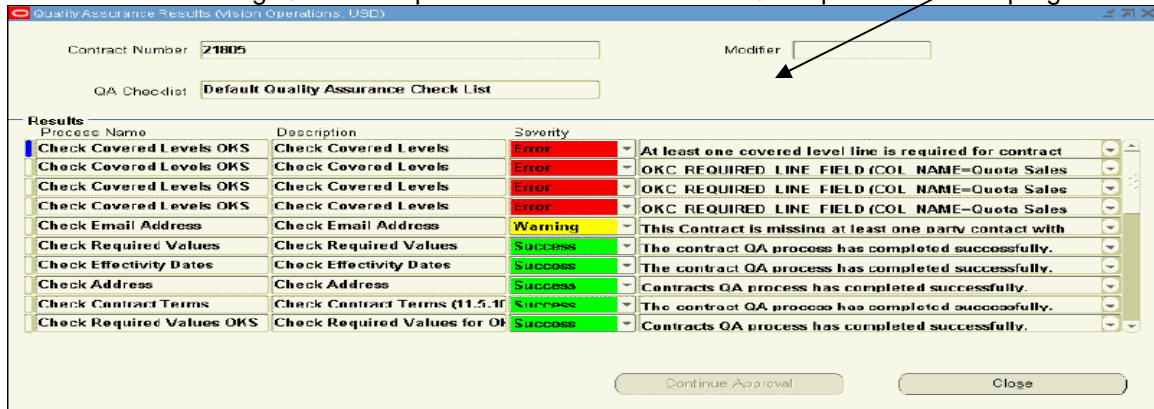 Quality Assurance Results (Vision Operations, USD)
Contract Number 21805 Modifier
QA Checklist Default Quality Assurance Check List
Results
Process Name Description Severity
Check Covered Levels OKS Check Covered Levels Error At least one covered level line is required for contract
Check Covered Levels OKS Check Covered Levels Error OKC REQUIRED LINE FIELD (COL NAME=Quota Sales
Check Covered Levels OKS Check Covered Levels Error OKC REQUIRED LINE FIELD (COL NAME=Quota Sales
Check Covered Levels OKS Check Covered Levels Error OKC REQUIRED LINE FIELD (COL NAME=Quota Sales
Check Email Address Check Email Address Warning This Contract is missing at least one party contact with
Check Required Values Check Required Values Success The contract QA process has completed successfully.
Check Effectivity Dates Check Effectivity Dates Success The contract QA process has completed successfully.
Check Address Check Address Success Contracts QA process has completed successfully.
Check Contract Terms Check Contract Terms (11.5.10 Success The contract QA process has completed successfully.
Check Required Values OKS Check Required Values for OK Success Contracts QA process has completed successfully.
Continue Approval Close